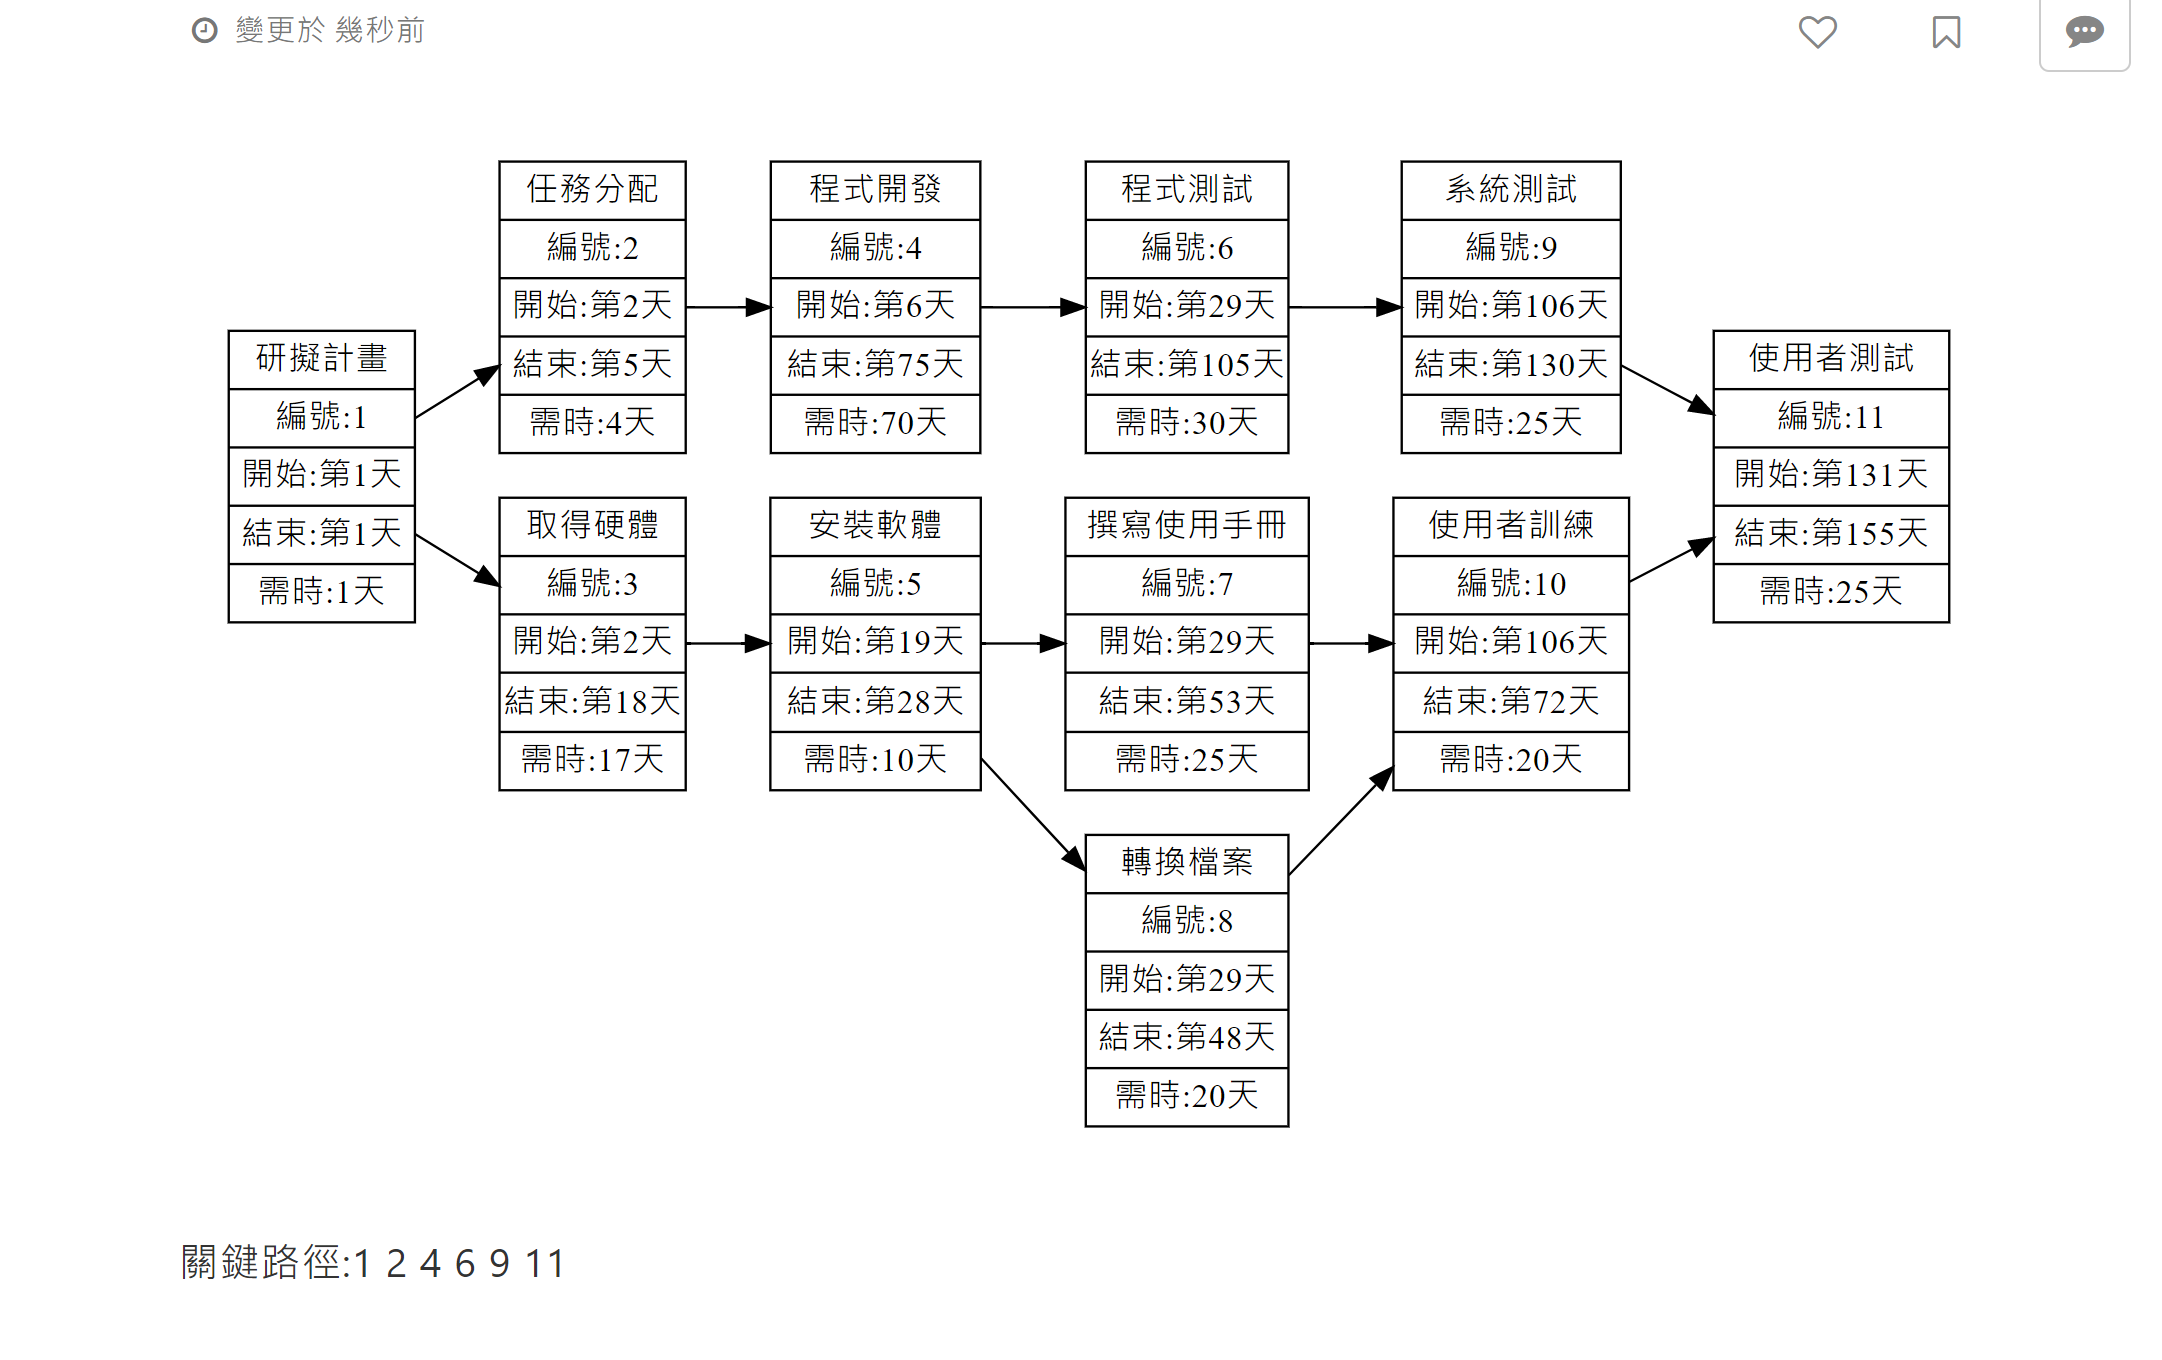 變更於 幾秒前
研擬計畫
編號:1
開始:第1天
結束:第1天
需時:1天
任務分配
編號:2
開始:第2天
結束:第5天
需時:4天
程式開發
編號:4
開始:第6天
結束:第75天
需時:70天
程式測試
編號:6
開始:第29天
結束:第105天
需時:30天
系統測試
編號:9
開始:第106天
結束:第130天
需時:25天
取得硬體
編號:3
開始:第2天
結束:第18天
需時:17天
安裝軟體
編號:5
開始:第19天
結束:第28天
需時:10天
撰寫使用手冊
編號:7
開始:第29天
結束:第53天
需時:25天
轉換檔案
編號:8
開始:第29天
結束:第48天
需時:20天
使用者訓練
編號:10
開始:第106天
結束:第72天
需時:20天
使用者測試
編號:11
開始:第131天
結束:第155天
需時:25天
關鍵路徑:1 2 4 6 9 11